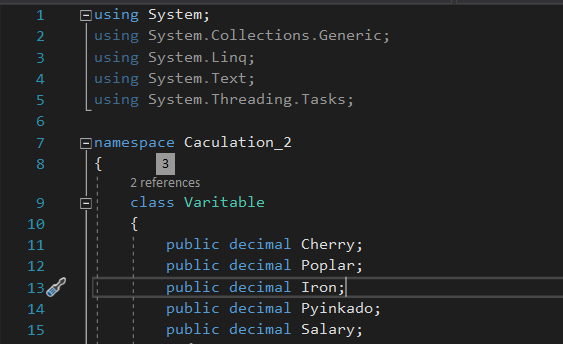 1 using System;
2 using System.Collections.Generic;
3 using System.Linq;
4 using System.Text;
5 using System.Threading.Tasks;
6
7 namespace Caculation_2
8 { 3
2 references
9 class Varitable
10 {
11 public decimal Cherry;
12 public decimal Poplar;
13 public decimal Iron;
14 public decimal Pyinkado;
15 public decimal Salary;